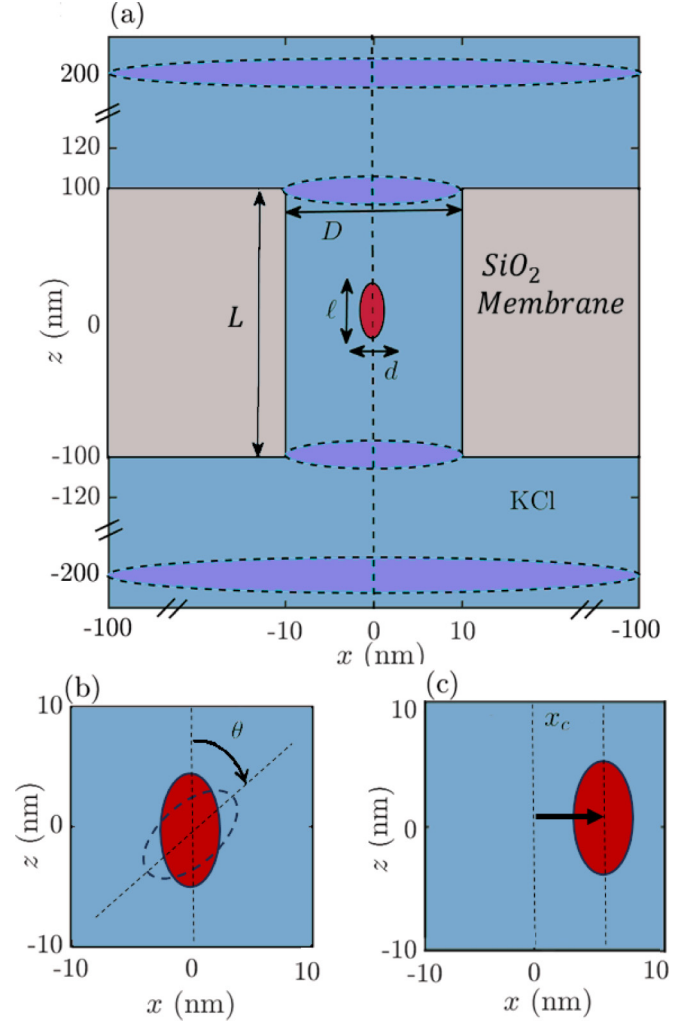 (a)
200
120
100
D
SiO₂
Membrane
L
ℓ
z (nm)
0
d
-100
-120
KCl
-200
-100
-10
0
10
-100
x (nm)
(b)
10
θ
z (nm)
0
-10
-10
0
10
x (nm)
(c)
10
x_c
z (nm)
0
-10
-10
0
10
x (nm)